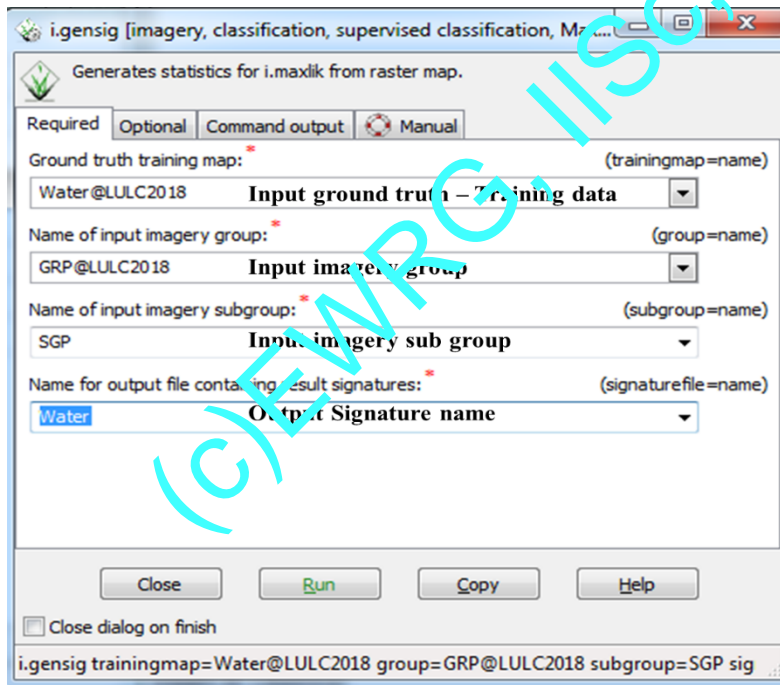 i.gensig [imagery, classification, supervised classification, Ma...
Generates statistics for i.maxlik from raster map.
Required Optional Command output Manual
Ground truth training map:* (trainingmap=name)
Water@LULC2018 Input ground truth – Training data
Name of input imagery group:* (group=name)
GRP@LULC2018 Input imagery group
Name of input imagery subgroup:* (subgroup=name)
SGP Input imagery sub group
Name for output file containing result signatures:* (signaturefile=name)
Water Output Signature name
Close Run Copy Help
Close dialog on finish
i.gensig trainingmap=Water@LULC2018 group=GRP@LULC2018 subgroup=SGP sig
(c)EWRG, IISc,